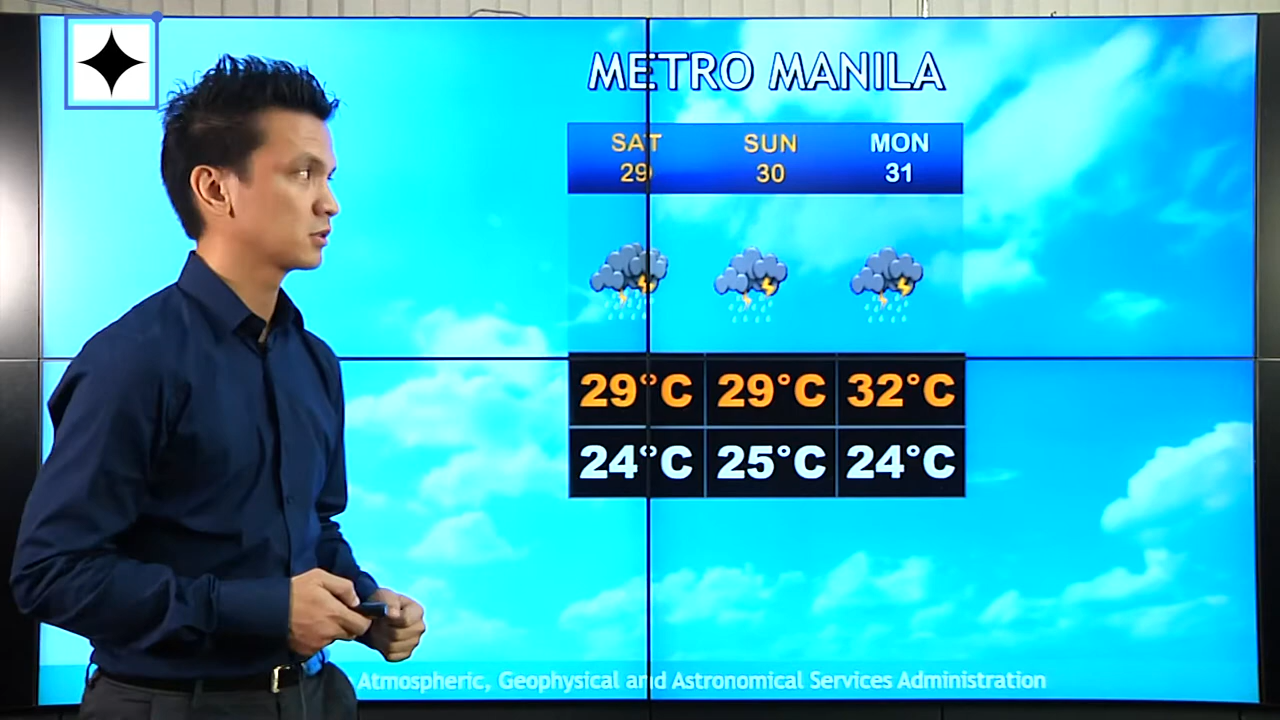 METRO MANILA
SAT SUN MON
29 30 31
29°C 29°C 32°C
24°C 25°C 24°C
Atmospheric, Geophysical and Astronomical Services Administration